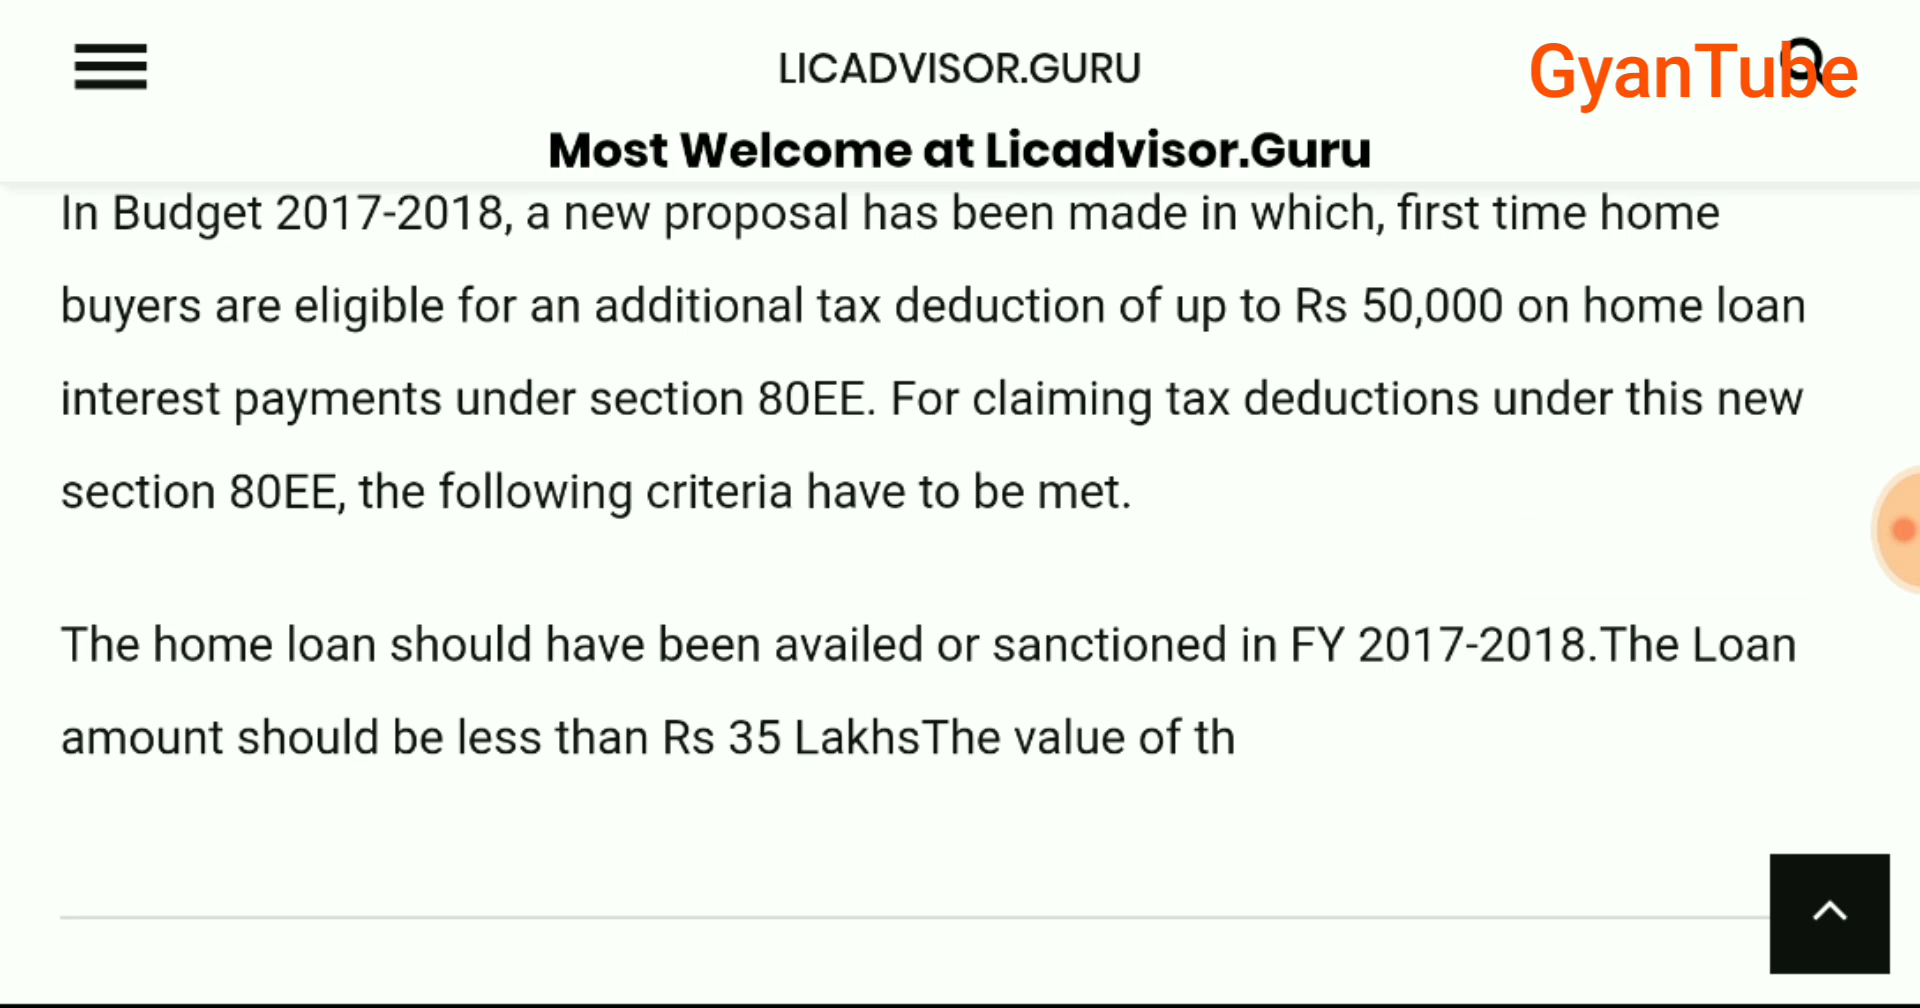 LICADVISOR.GURU
GyanTube
Most Welcome at Licadvisor.Guru
In Budget 2017-2018, a new proposal has been made in which, first time home
buyers are eligible for an additional tax deduction of up to Rs 50,000 on home loan
interest payments under section 80EE. For claiming tax deductions under this new
section 80EE, the following criteria have to be met.
The home loan should have been availed or sanctioned in FY 2017-2018.The Loan
amount should be less than Rs 35 LakhsThe value of th